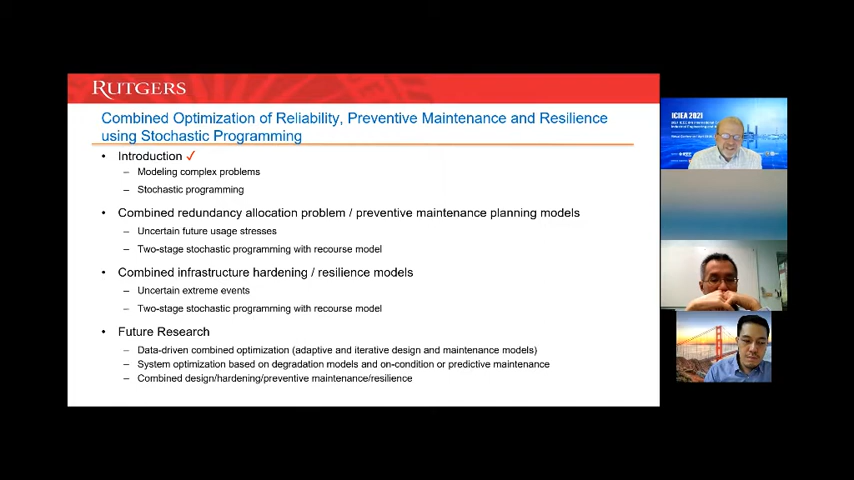 RUTGERS
Combined Optimization of Reliability, Preventive Maintenance and Resilience
using Stochastic Programming
• Introduction ✓
– Modeling complex problems
– Stochastic programming
• Combined redundancy allocation problem / preventive maintenance planning models
– Uncertain future usage stresses
– Two-stage stochastic programming with recourse model
• Combined infrastructure hardening / resilience models
– Uncertain extreme events
– Two-stage stochastic programming with recourse model
• Future Research
– Data-driven combined optimization (adaptive and iterative design and maintenance models)
– System optimization based on degradation models and on-condition or predictive maintenance
– Combined design/hardening/preventive maintenance/resilience
ICIEA 2021